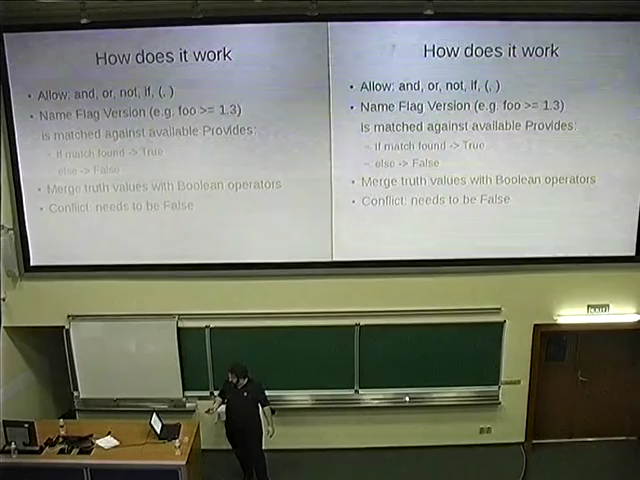 How does it work
• Allow: and, or, not, if, (, )
• Name Flag Version (e.g. foo >= 1.3)
is matched against available Provides:
– If match found -> True
else -> False
• Merge truth values with Boolean operators
• Conflict: needs to be False
How does it work
• Allow: and, or, not, if, (, )
• Name Flag Version (e.g. foo >= 1.3)
is matched against available Provides:
– If match found -> True
– else -> False
• Merge truth values with Boolean operators
• Conflict: needs to be False
EXIT